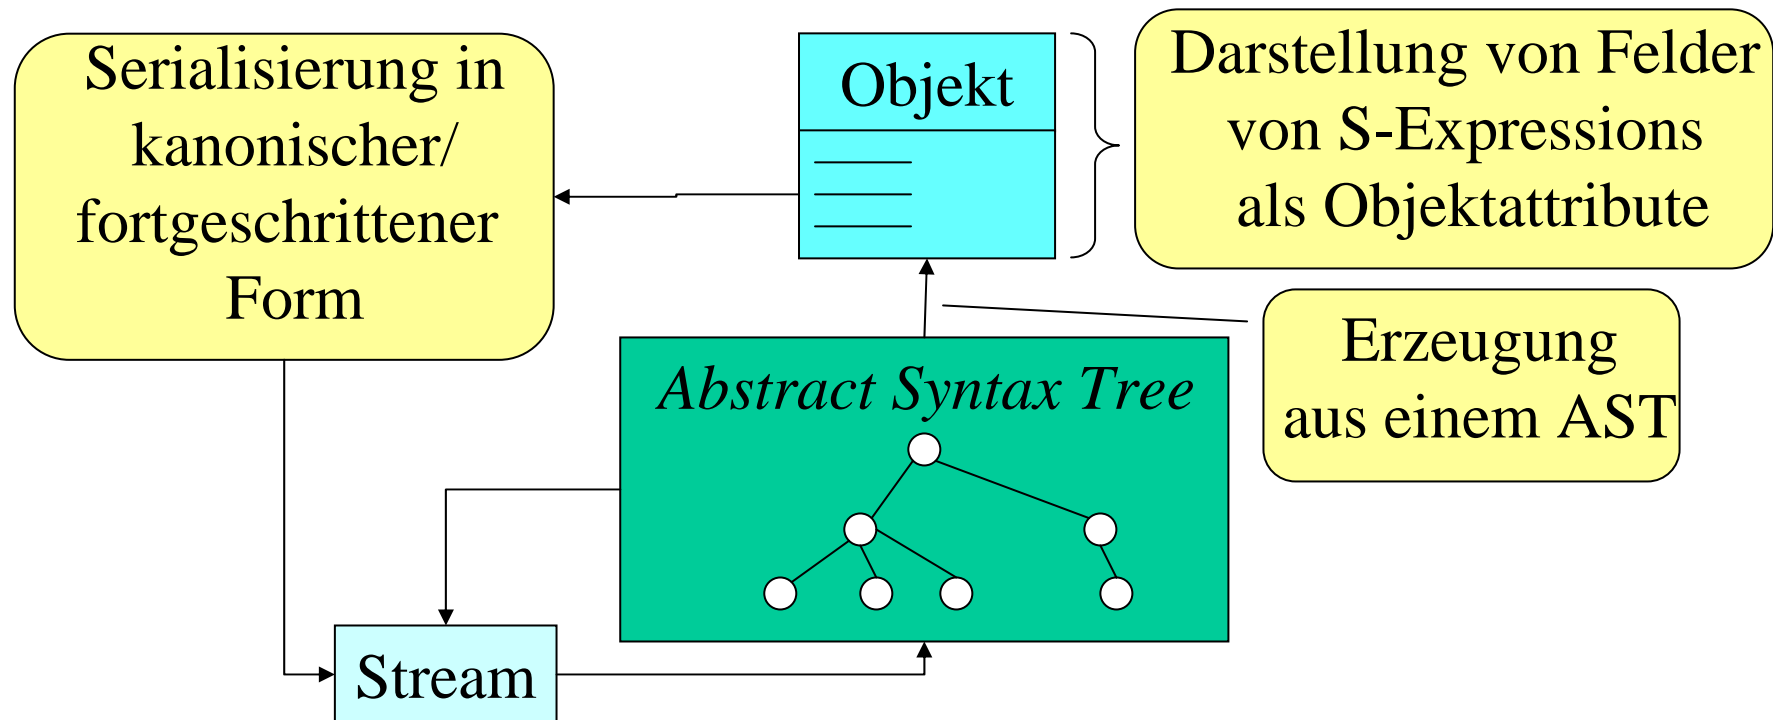 Serialisierung in
kanonischer/
fortgeschrittener
Form
Objekt
Darstellung von Felder
von S-Expressions
als Objektattribute
Erzeugung
aus einem AST
Abstract Syntax Tree
Stream